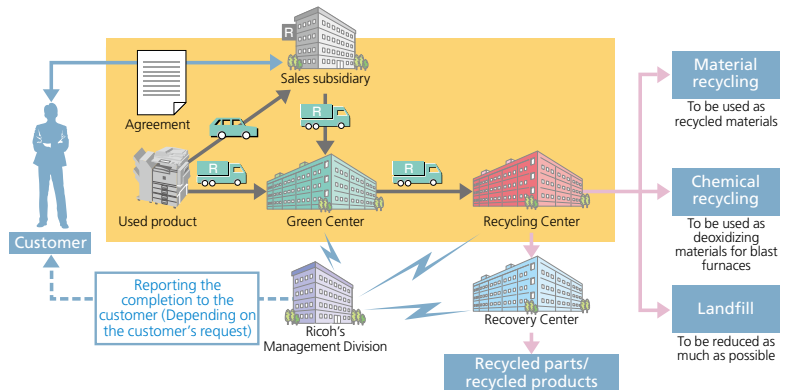 R
Sales subsidiary
Agreement
R
R
R
Used product
Green Center
Recycling Center
Customer
Reporting the
completion to the
customer (Depending on
the customer's request)
Ricoh's
Management Division
Recovery Center
Recycled parts/
recycled products
Material
recycling
To be used as
recycled materials
Chemical
recycling
To be used as
deoxidizing
materials for blast
furnaces
Landfill
To be reduced as
much as possible